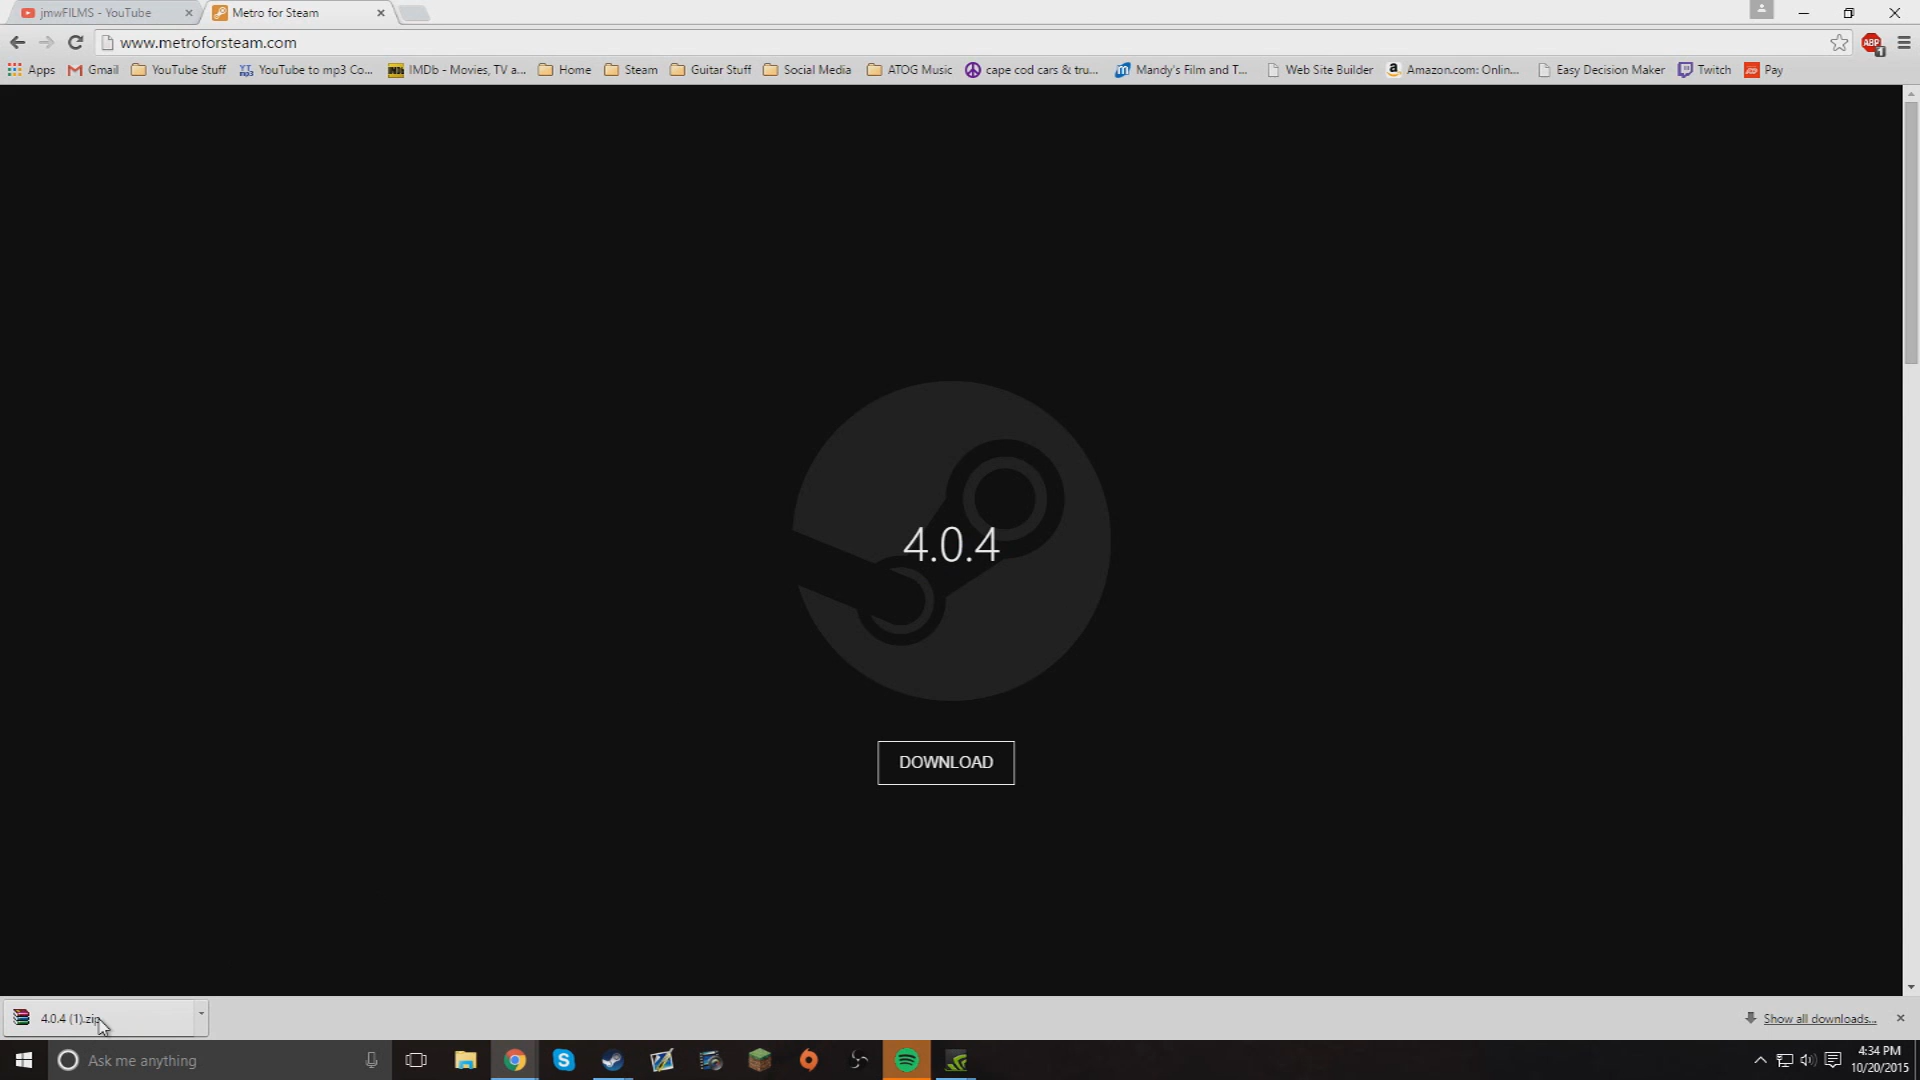 jmwFILMS - YouTube
Metro for Steam
www.metroforsteam.com
ABP
1
Apps
Gmail
YouTube Stuff
YouTube to mp3 Co...
IMDb - Movies, TV a...
Home
Steam
Guitar Stuff
Social Media
ATOG Music
cape cod cars & tru...
Mandy's Film and T...
Web Site Builder
Amazon.com: Onlin...
Easy Decision Maker
Twitch
Pay
4.0.4
DOWNLOAD
4.0.4 (1).zip
Show all downloads...
Ask me anything
4:34 PM
10/20/2015